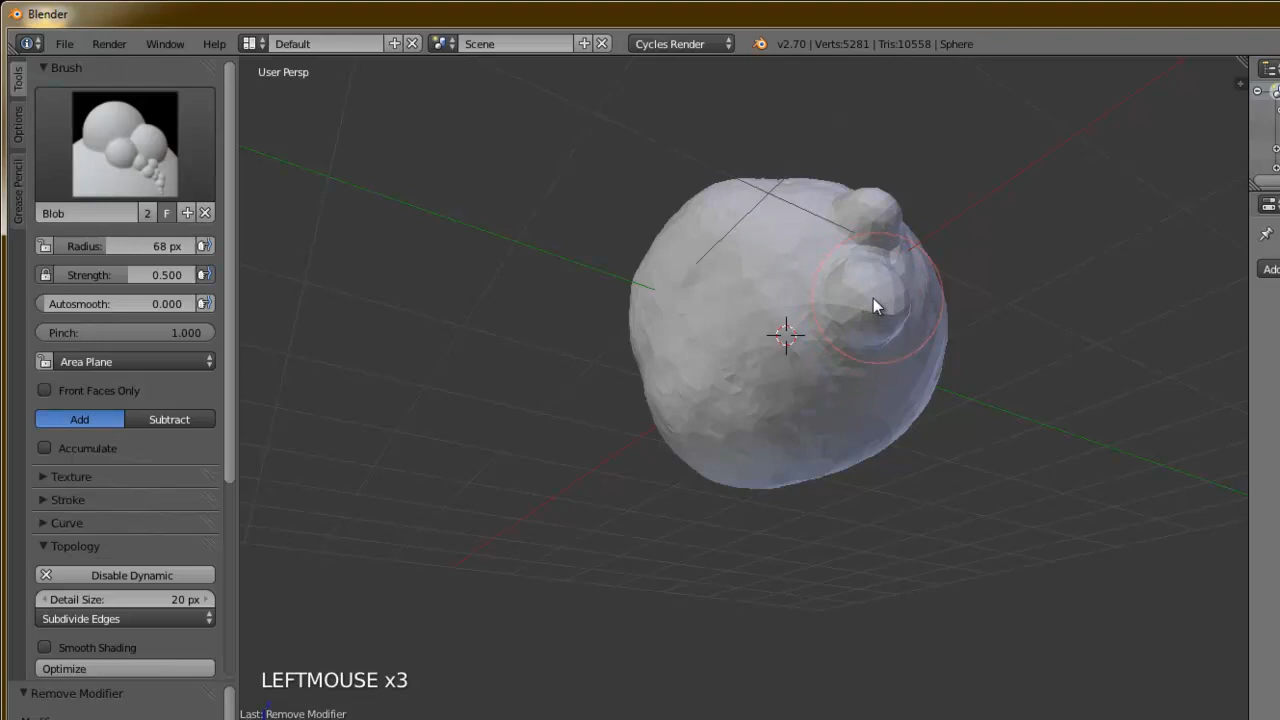 Blender
File Render Window Help Default Scene Cycles Render v2.70 | Verts:5281 | Tris:10558 | Sphere
Tools
Options
Grease Pencil
Brush
User Persp
Blob 2 F
Radius: 68 px
Strength: 0.500
Autosmooth: 0.000
Pinch: 1.000
Area Plane
Front Faces Only
Add Subtract
Accumulate
Texture
Stroke
Curve
Topology
Disable Dynamic
Detail Size: 20 px
Subdivide Edges
Smooth Shading
Optimize
Remove Modifier
LEFTMOUSE x3
Last: Remove Modifier
Add